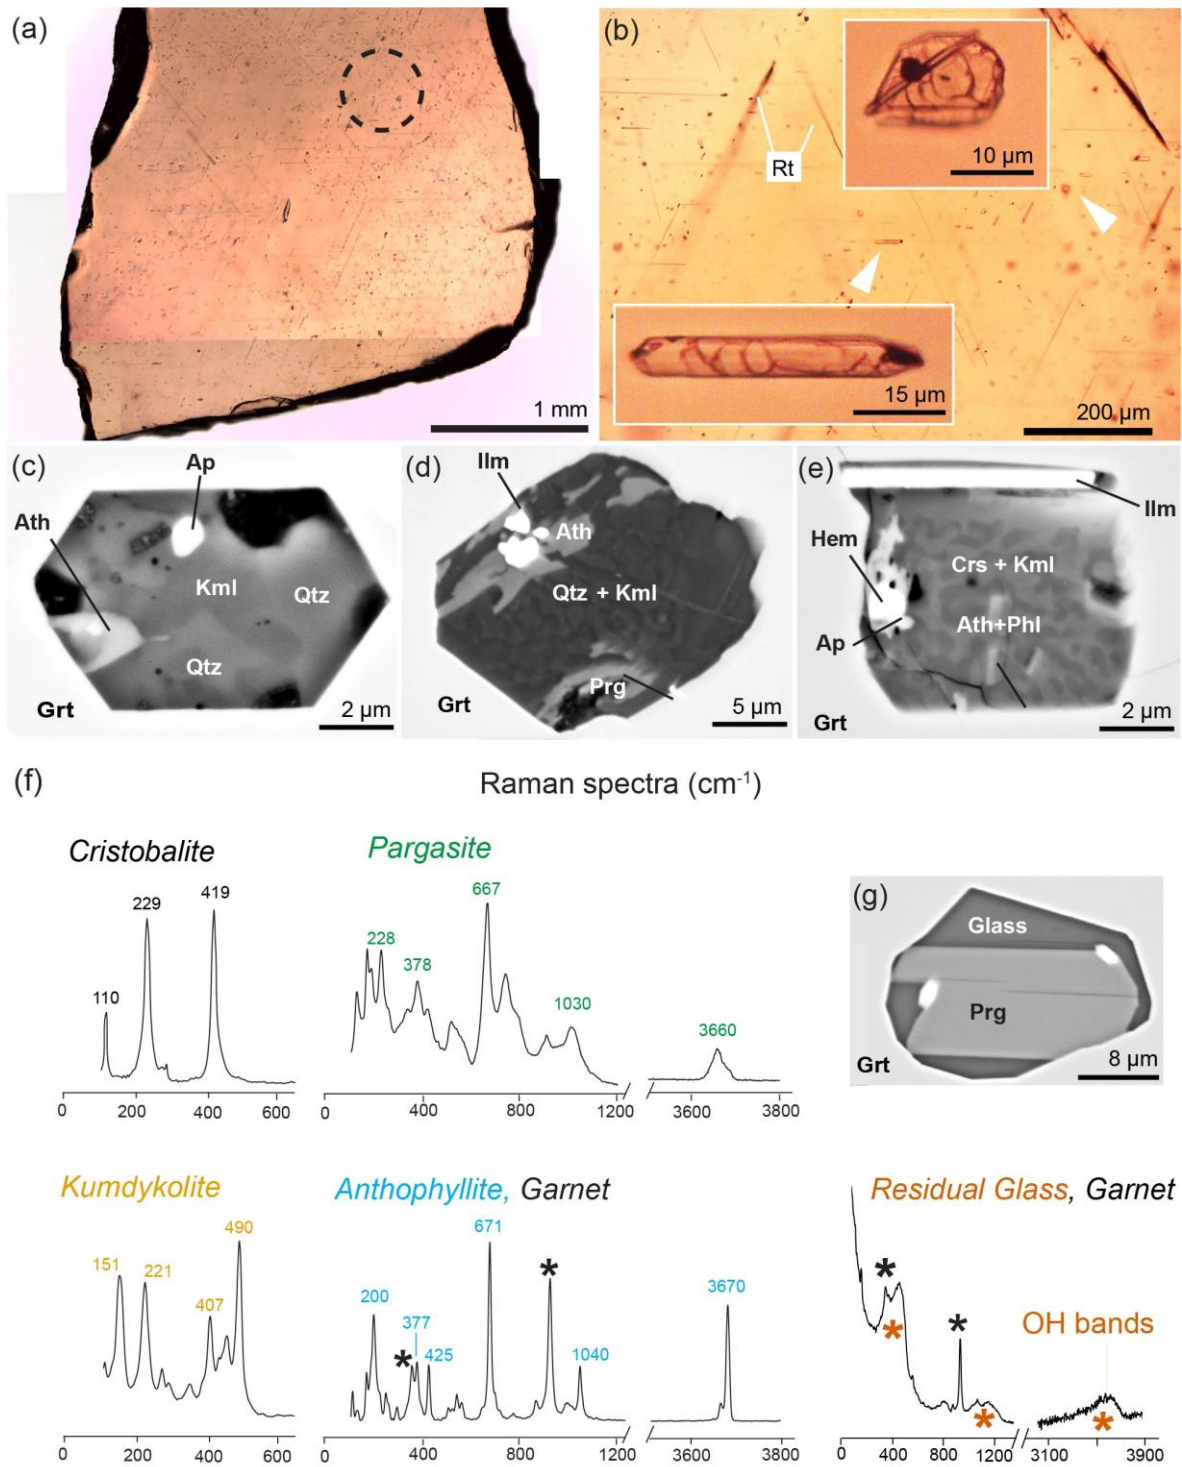 (a)
1 mm
(b)
Rt
10 µm
15 µm
200 µm
(c)
Ap
Ath
Kml
Qtz
Qtz
Grt
2 µm
(d)
Ilm
Ath
Qtz + Kml
Prg
Grt
5 µm
(e)
Ilm
Hem
Crs + Kml
Ath+Phl
Ap
Grt
2 µm
(f)
Raman spectra (cm-1)
Cristobalite
110
229
419
0 200 400 600
Pargasite
228
378
667
1030
3660
0 400 800 1200 3600 3800
(g)
Glass
Prg
Grt
8 µm
Kumdykolite
151
221
407
490
0 200 400 600
Anthophyllite, Garnet
200
*
377
425
671
*
1040
3670
0 400 800 1200 3600 3800
Residual Glass, Garnet
*
*
*
*
OH bands
*
0 400 800 1200 3100 3900